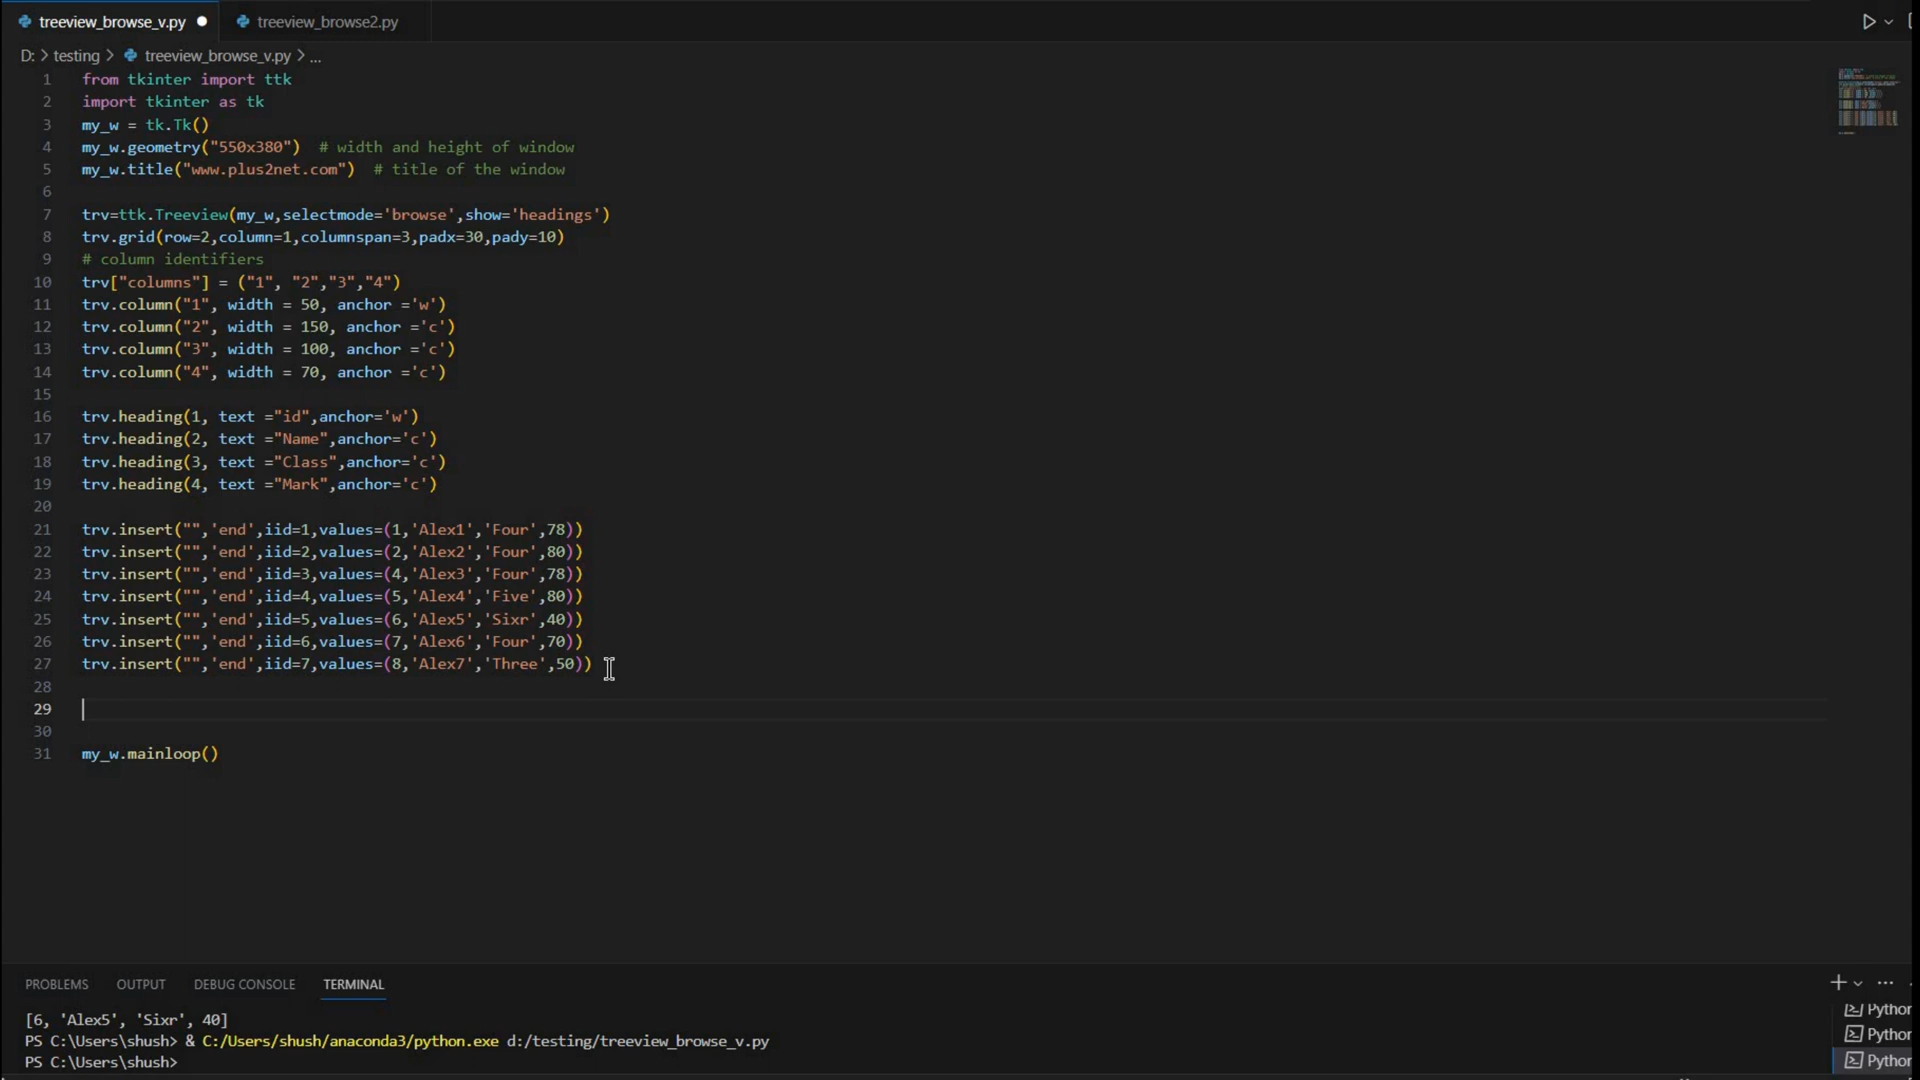 treeview_browse_v.py treeview_browse2.py
D: > testing > treeview_browse_v.py > ...
1 from tkinter import ttk
2 import tkinter as tk
3 my_w = tk.Tk()
4 my_w.geometry("550x380")  # width and height of window
5 my_w.title("www.plus2net.com")  # title of the window
6
7 trv=ttk.Treeview(my_w,selectmode='browse',show='headings')
8 trv.grid(row=2,column=1,columnspan=3,padx=30,pady=10)
9 # column identifiers
10 trv["columns"] = ("1", "2","3","4")
11 trv.column("1", width = 50, anchor ='w')
12 trv.column("2", width = 150, anchor ='c')
13 trv.column("3", width = 100, anchor ='c')
14 trv.column("4", width = 70, anchor ='c')
15
16 trv.heading(1, text ="id",anchor='w')
17 trv.heading(2, text ="Name",anchor='c')
18 trv.heading(3, text ="Class",anchor='c')
19 trv.heading(4, text ="Mark",anchor='c')
20
21 trv.insert("",'end',iid=1,values=(1,'Alex1','Four',78))
22 trv.insert("",'end',iid=2,values=(2,'Alex2','Four',80))
23 trv.insert("",'end',iid=3,values=(4,'Alex3','Four',78))
24 trv.insert("",'end',iid=4,values=(5,'Alex4','Five',80))
25 trv.insert("",'end',iid=5,values=(6,'Alex5','Sixr',40))
26 trv.insert("",'end',iid=6,values=(7,'Alex6','Four',70))
27 trv.insert("",'end',iid=7,values=(8,'Alex7','Three',50))
28
29
30
31 my_w.mainloop()
PROBLEMS OUTPUT DEBUG CONSOLE TERMINAL
[6, 'Alex5', 'Sixr', 40]
PS C:\Users\shush> & C:/Users/shush/anaconda3/python.exe d:/testing/treeview_browse_v.py
PS C:\Users\shush>
Python
Python
Python